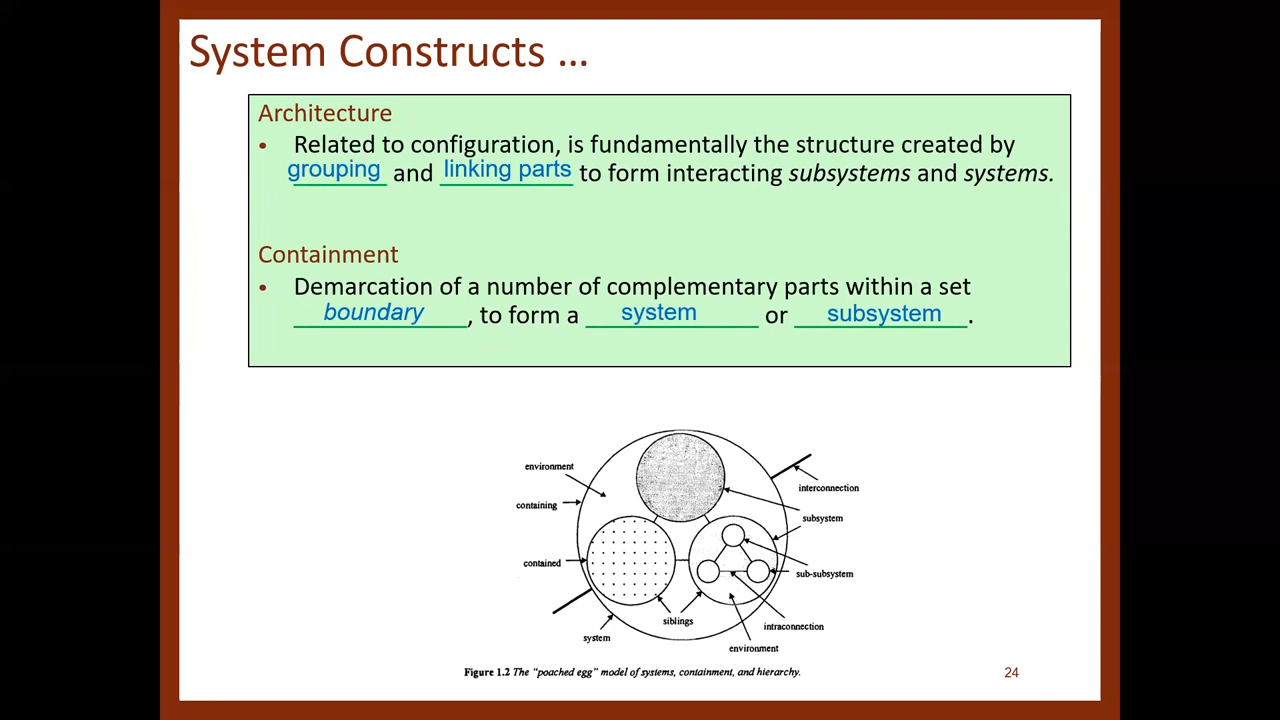 System Constructs ...
Architecture
• Related to configuration, is fundamentally the structure created by
grouping and linking parts to form interacting subsystems and systems.
Containment
• Demarcation of a number of complementary parts within a set
boundary, to form a system or subsystem.
environment
interconnection
containing
subsystem
contained
sub-subsystem
siblings
intraconnection
system
environment
Figure 1.2 The "poached egg" model of systems, containment, and hierarchy.
24